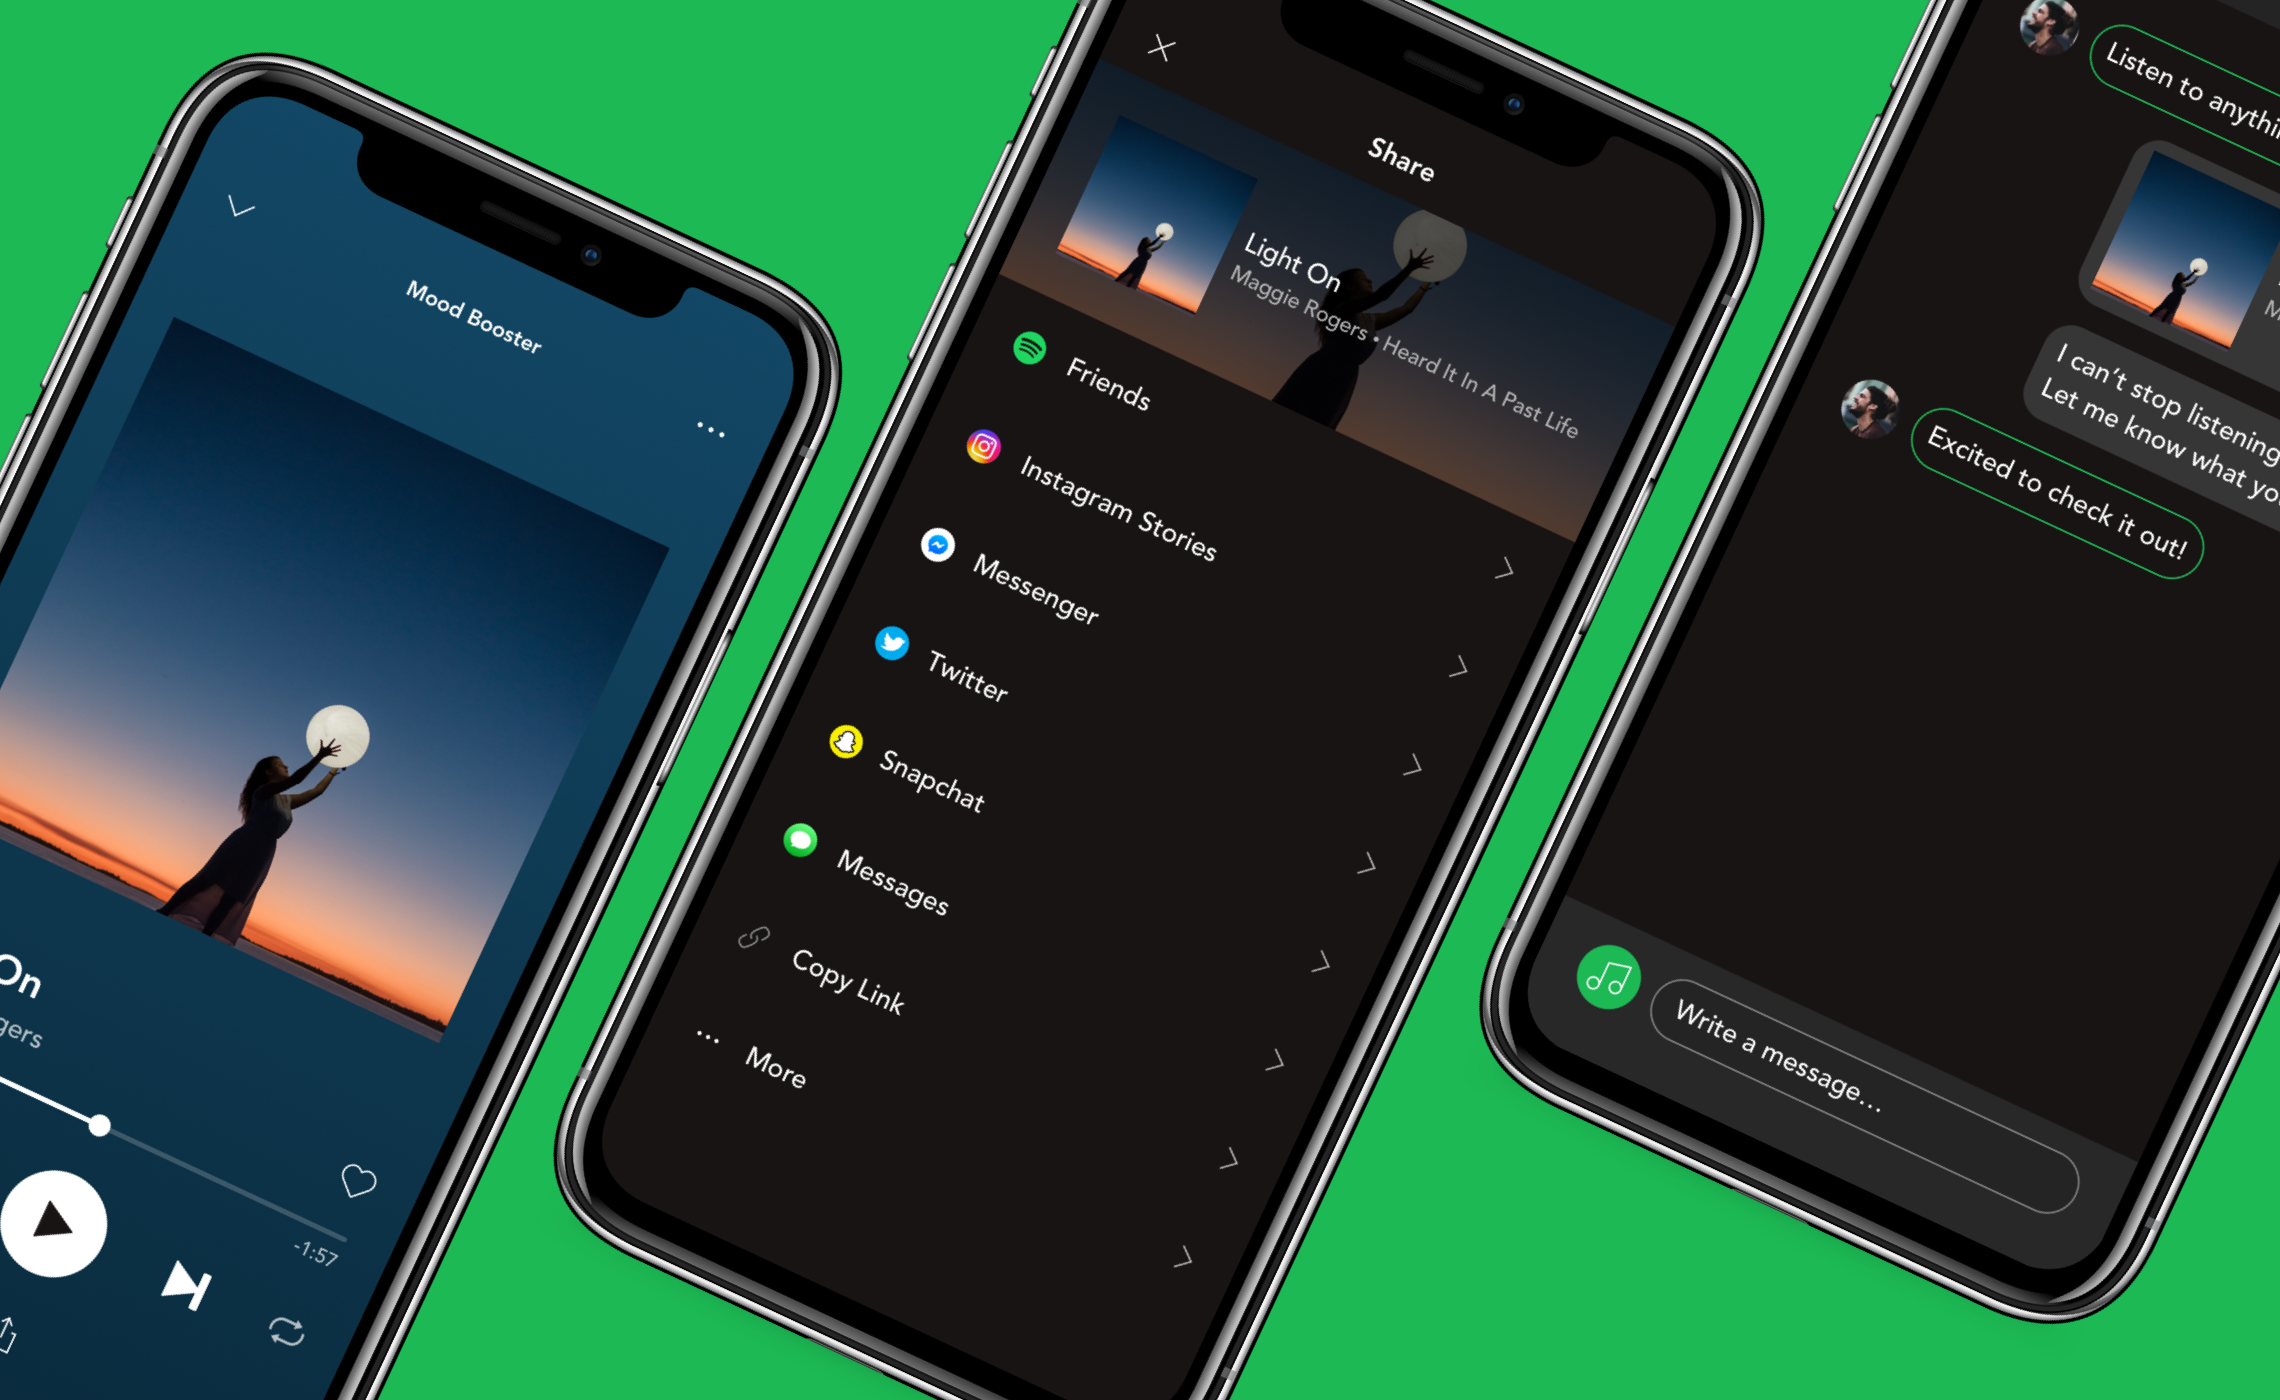 Mood Booster
On
gers
-1:57
Share
Light On
Maggie Rogers • Heard It In A Past Life
Friends
Instagram Stories
Messenger
Twitter
Snapchat
Messages
Copy Link
More
Listen to anythi
M
I can't stop listening
Let me know what you
Excited to check it out!
Write a message...